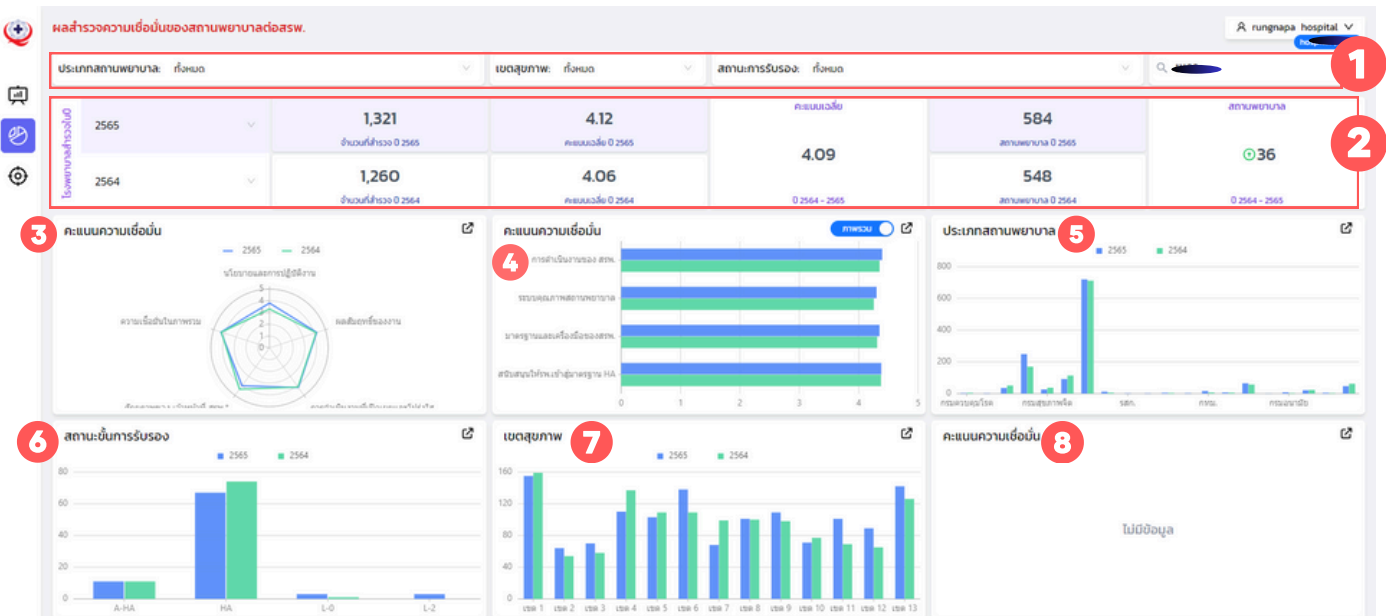 ผลสำรวจความเชื่อมั่นของสถานพยาบาลต่อสรพ.
rungnapa hospital
ประเภทสถานพยาบาล: ทั้งหมด
เขตสุขภาพ: ทั้งหมด
สถานะการรับรอง: ทั้งหมด
1
โรงพยาบาลสำรวจในปี
2565
1,321
จำนวนที่สำรวจ ปี 2565
4.12
คะแนนเฉลี่ย ปี 2565
คะแนนเฉลี่ย
4.09
ปี 2564 - 2565
584
สถานพยาบาล ปี 2565
สถานพยาบาล
36
ปี 2564 - 2565
2
2564
1,260
จำนวนที่สำรวจ ปี 2564
4.06
คะแนนเฉลี่ย ปี 2564
548
สถานพยาบาล ปี 2564
3
คะแนนความเชื่อมั่น
2565 2564
นโยบายและการปฏิบัติงาน
5
4
2
1
0
ความเชื่อมั่นในภาพรวม
ผลสัมฤทธิ์ของงาน
คะแนนความเชื่อมั่น
ภาพรวม
4
การดำเนินงานของ สรพ.
ระบบคุณภาพสถานพยาบาล
มาตรฐานและเครื่องมือของสรพ.
สนับสนุนให้รพ.เข้าสู่มาตรฐาน HA
0 1 2 3 4 5
ประเภทสถานพยาบาล
5
2565 2564
800
600
400
200
0
กรมควบคุมโรค กรมสุขภาพจิต รสก. กทม. กรมอนามัย
6
สถานะขั้นการรับรอง
2565 2564
80
60
40
20
0
A-HA HA L-0 L-2
เขตสุขภาพ
7
2565 2564
160
120
80
40
0
เขต 1 เขต 2 เขต 3 เขต 4 เขต 5 เขต 6 เขต 7 เขต 8 เขต 9 เขต 10 เขต 11 เขต 12 เขต 13
คะแนนความเชื่อมั่น
8
ไม่มีข้อมูล